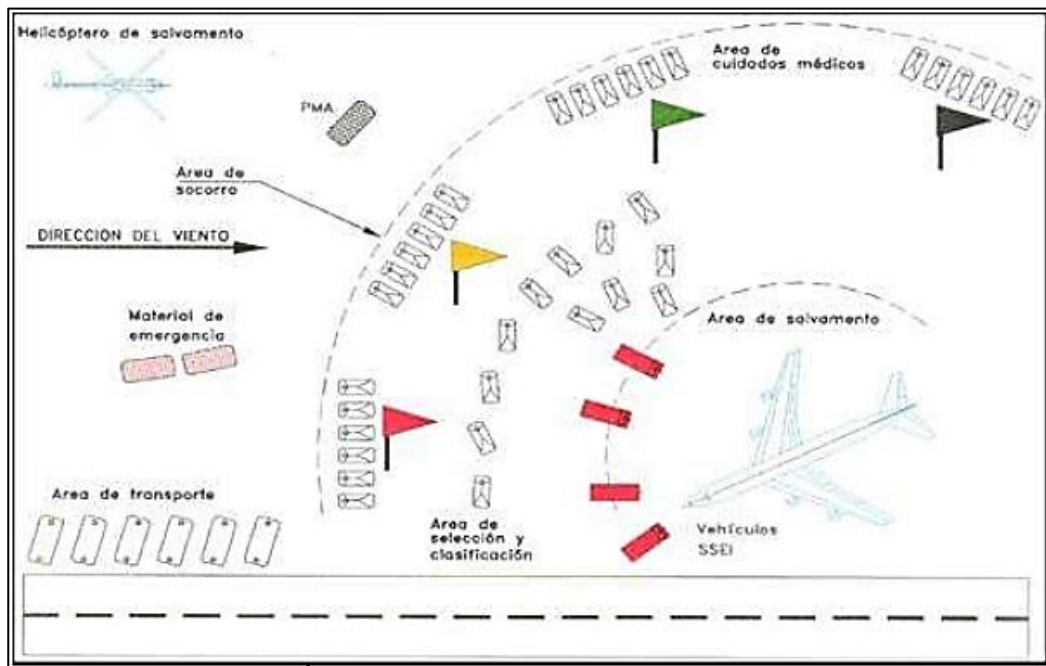 Helicóptero de salvamento
PMA
Area de
cuidados médicos
Area de
socorro
DIRECCION DEL VIENTO
Material de
emergencia
Area de salvamento
Area de transporte
Area de
selección y
clasificación
Vehículos
SSEI